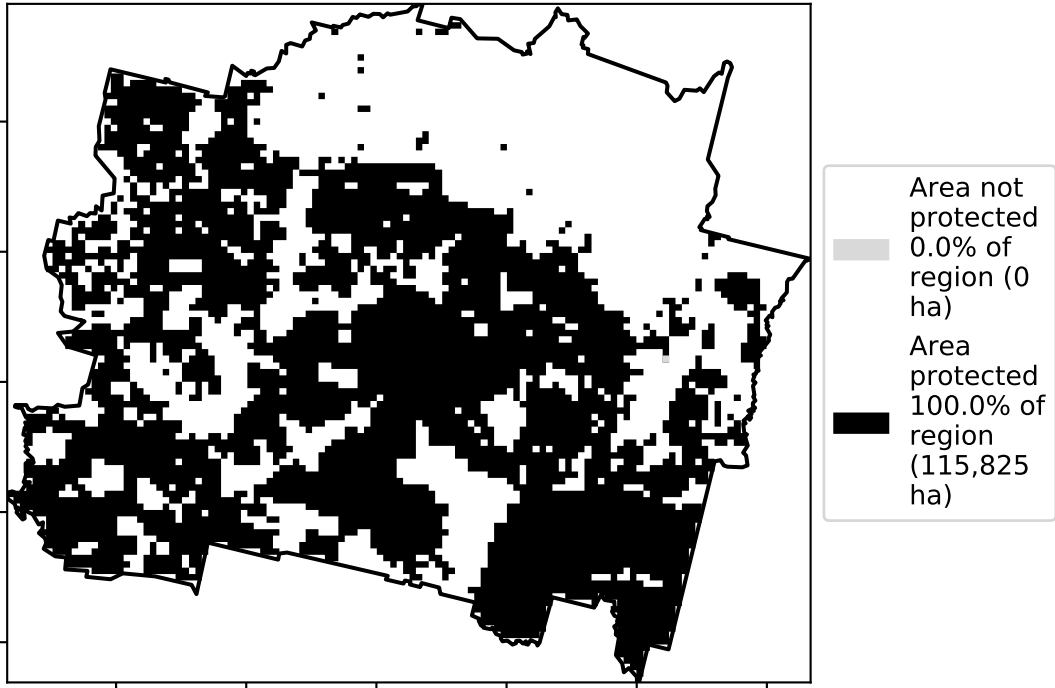 Area not
protected
0.0% of
region (0
ha)
Area
protected
100.0% of
region
(115,825
ha)